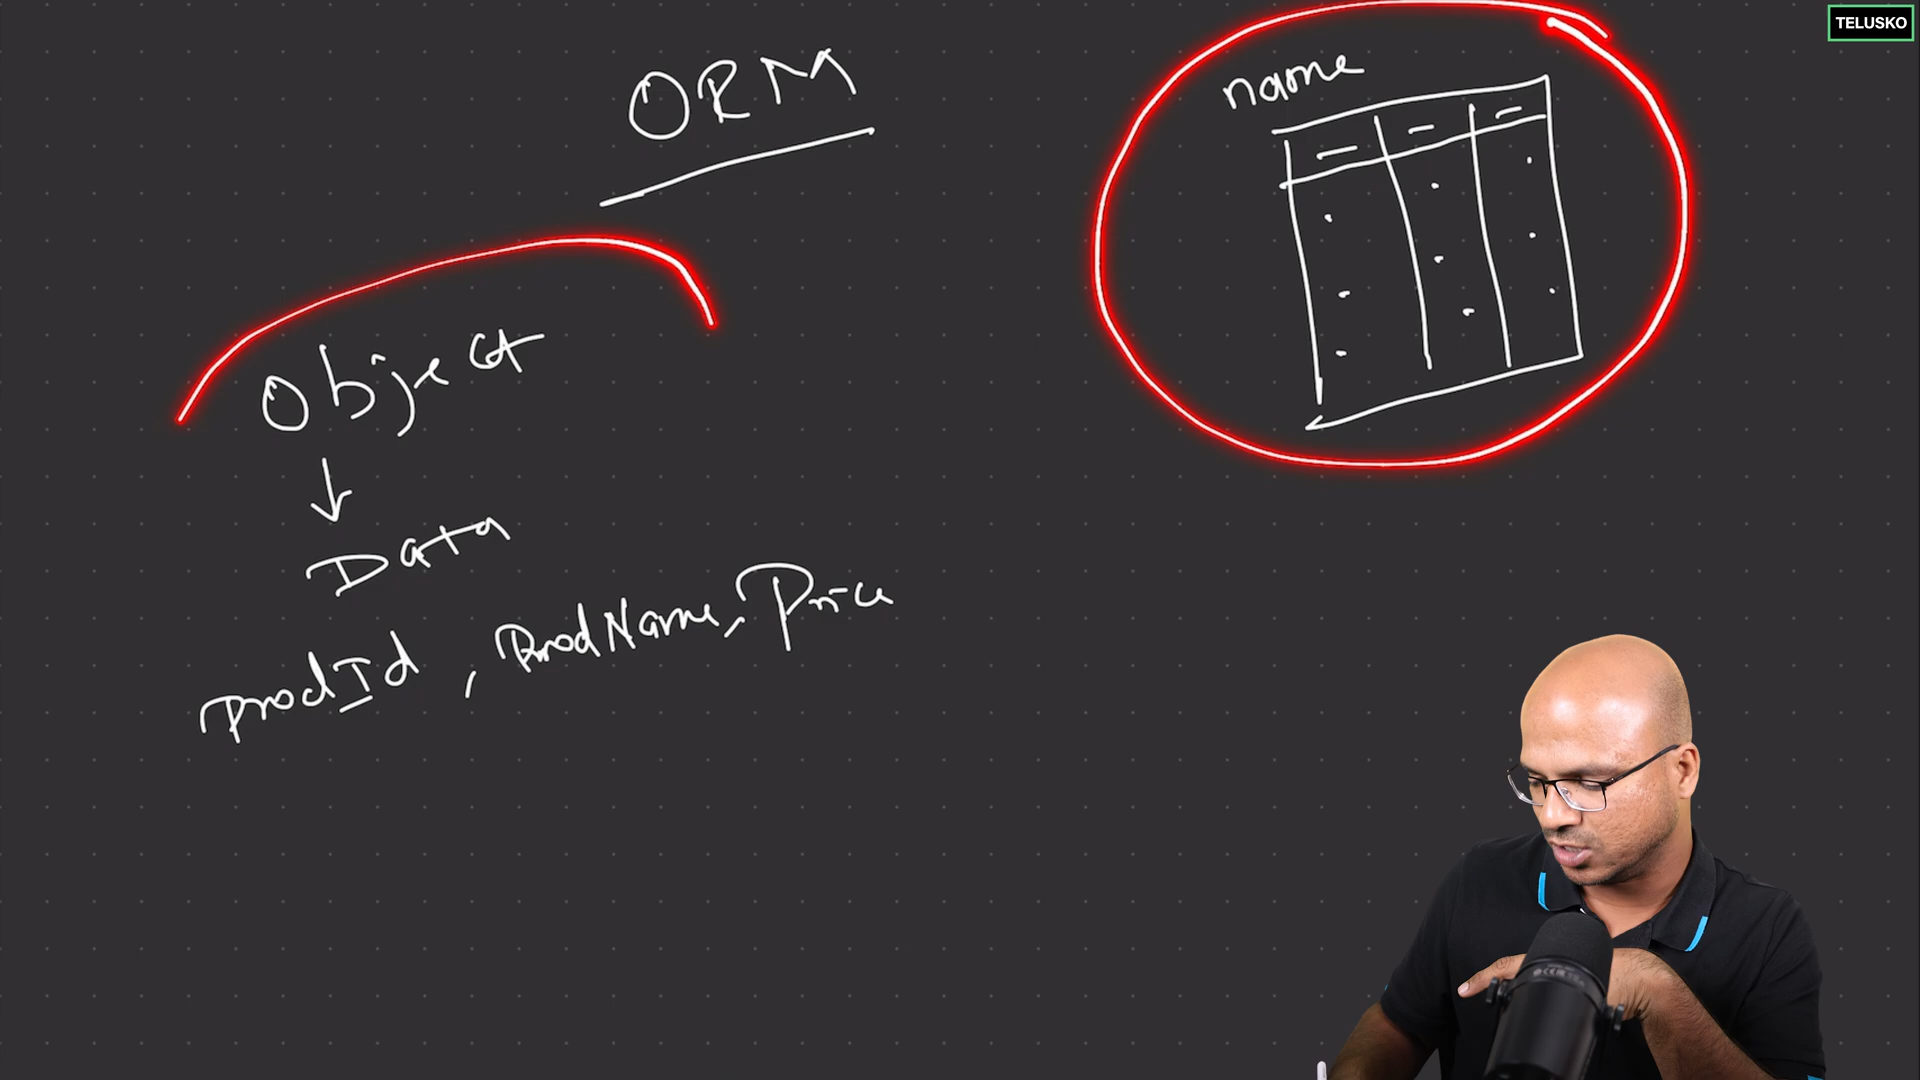 TELUSKO
ORM
name
Object
Data
ProdId, ProdName, Price